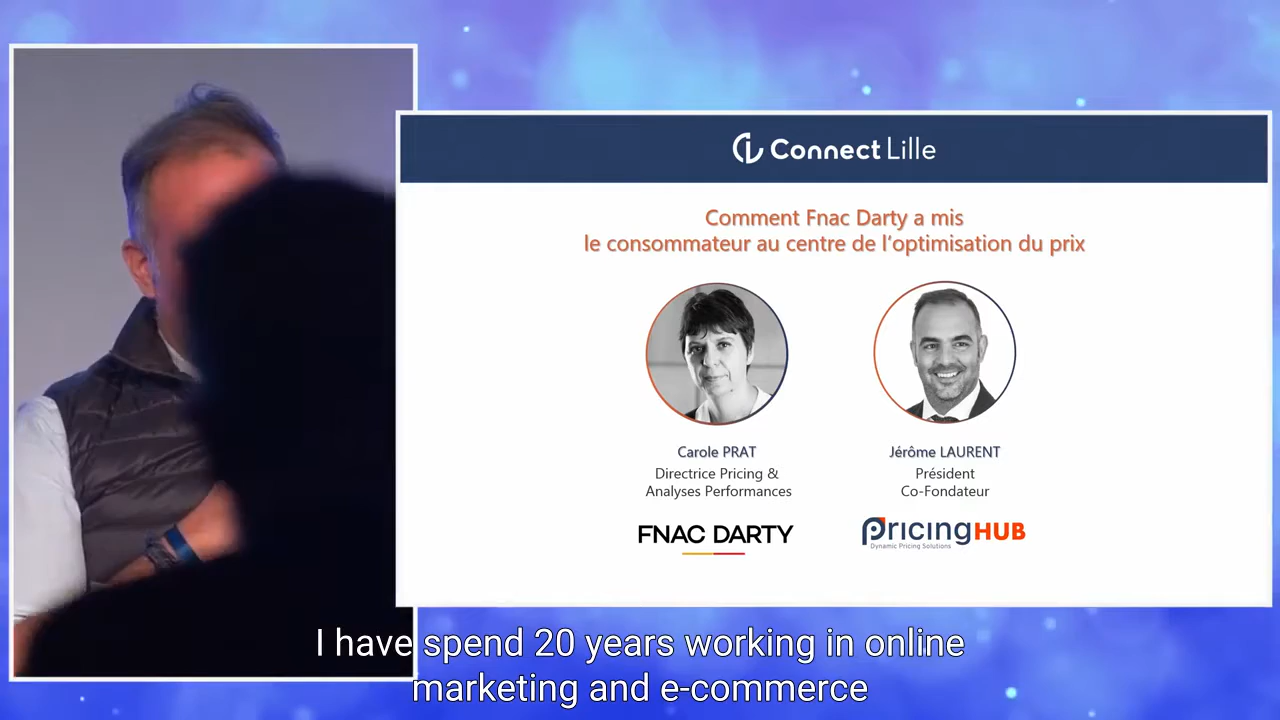 Connect Lille
Comment Fnac Darty a mis
le consommateur au centre de l'optimisation du prix
Carole PRAT
Directrice Pricing &
Analyses Performances
FNAC DARTY
Jérôme LAURENT
Président
Co-Fondateur
PricingHUB
Dynamic Pricing Solutions
I have spend 20 years working in online
marketing and e-commerce